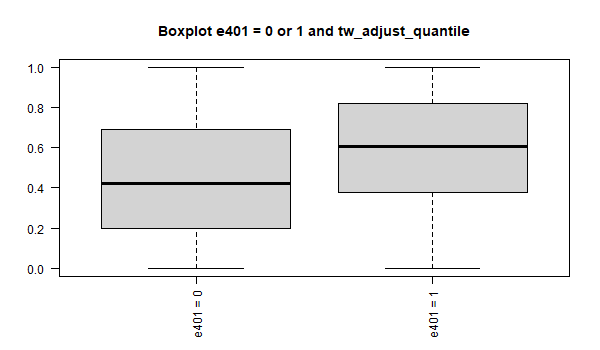 Boxplot e401 = 0 or 1 and tw_adjust_quantile
1.0
0.8
0.6
0.4
0.2
0.0
e401 = 0
e401 = 1